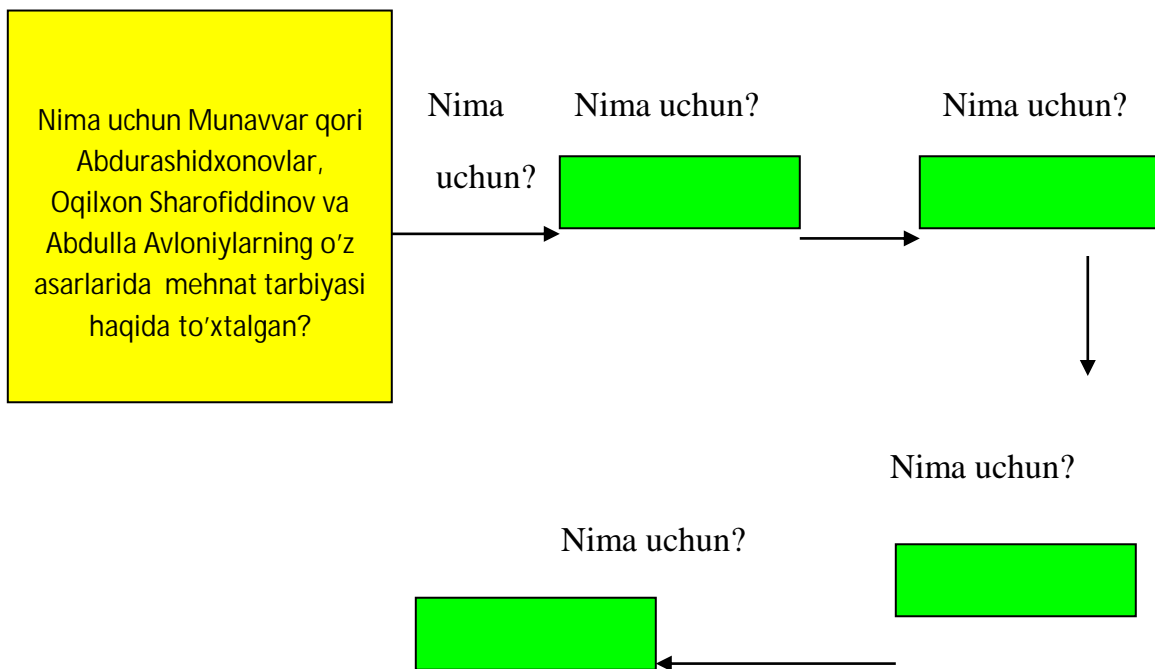 Nima uchun Munavvar qori
Abdurashidxonovlar,
Oqilxon Sharofiddinov va
Abdulla Avloniylarning o’z
asarlarida mehnat tarbiyasi
haqida to’xtalgan?
Nima
uchun?
Nima uchun?
Nima uchun?
Nima uchun?
Nima uchun?